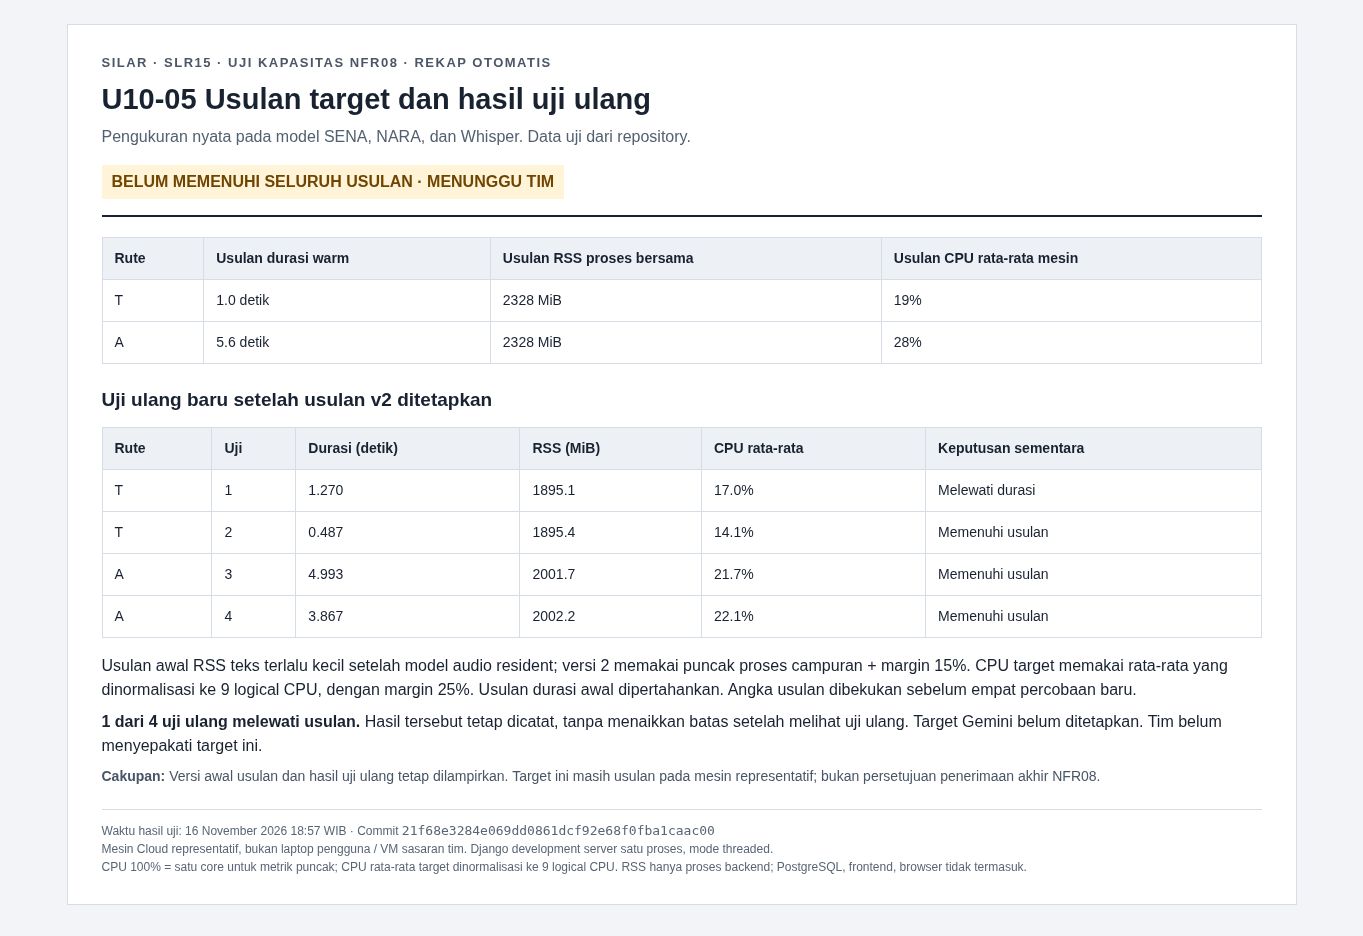 SILAR · SLR15 · UJI KAPASITAS NFR08 · REKAP OTOMATIS
U10-05 Usulan target dan hasil uji ulang
Pengukuran nyata pada model SENA, NARA, dan Whisper. Data uji dari repository.
BELUM MEMENUHI SELURUH USULAN · MENUNGGU TIM
Rute Usulan durasi warm Usulan RSS proses bersama Usulan CPU rata-rata mesin
T 1.0 detik 2328 MiB 19%
A 5.6 detik 2328 MiB 28%
Uji ulang baru setelah usulan v2 ditetapkan
Rute Uji Durasi (detik) RSS (MiB) CPU rata-rata Keputusan sementara
T 1 1.270 1895.1 17.0% Melewati durasi
T 2 0.487 1895.4 14.1% Memenuhi usulan
A 3 4.993 2001.7 21.7% Memenuhi usulan
A 4 3.867 2002.2 22.1% Memenuhi usulan
Usulan awal RSS teks terlalu kecil setelah model audio resident; versi 2 memakai puncak proses campuran + margin 15%. CPU target memakai rata-rata yang
dinormalisasi ke 9 logical CPU, dengan margin 25%. Usulan durasi awal dipertahankan. Angka usulan dibekukan sebelum empat percobaan baru.
1 dari 4 uji ulang melewati usulan. Hasil tersebut tetap dicatat, tanpa menaikkan batas setelah melihat uji ulang. Target Gemini belum ditetapkan. Tim belum
menyepakati target ini.
Cakupan: Versi awal usulan dan hasil uji ulang tetap dilampirkan. Target ini masih usulan pada mesin representatif; bukan persetujuan penerimaan akhir NFR08.
Waktu hasil uji: 16 November 2026 18:57 WIB · Commit 21f68e3284e069dd0861dcf92e68f0fba1caac00
Mesin Cloud representatif, bukan laptop pengguna / VM sasaran tim. Django development server satu proses, mode threaded.
CPU 100% = satu core untuk metrik puncak; CPU rata-rata target dinormalisasi ke 9 logical CPU. RSS hanya proses backend; PostgreSQL, frontend, browser tidak termasuk.